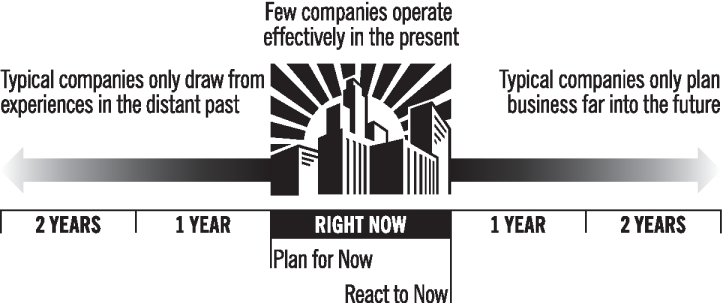 Few companies operate
effectively in the present
Typical companies only draw from
experiences in the distant past
Typical companies only plan
business far into the future
2 YEARS
1 YEAR
RIGHT NOW
1 YEAR
2 YEARS
Plan for Now
React to Now